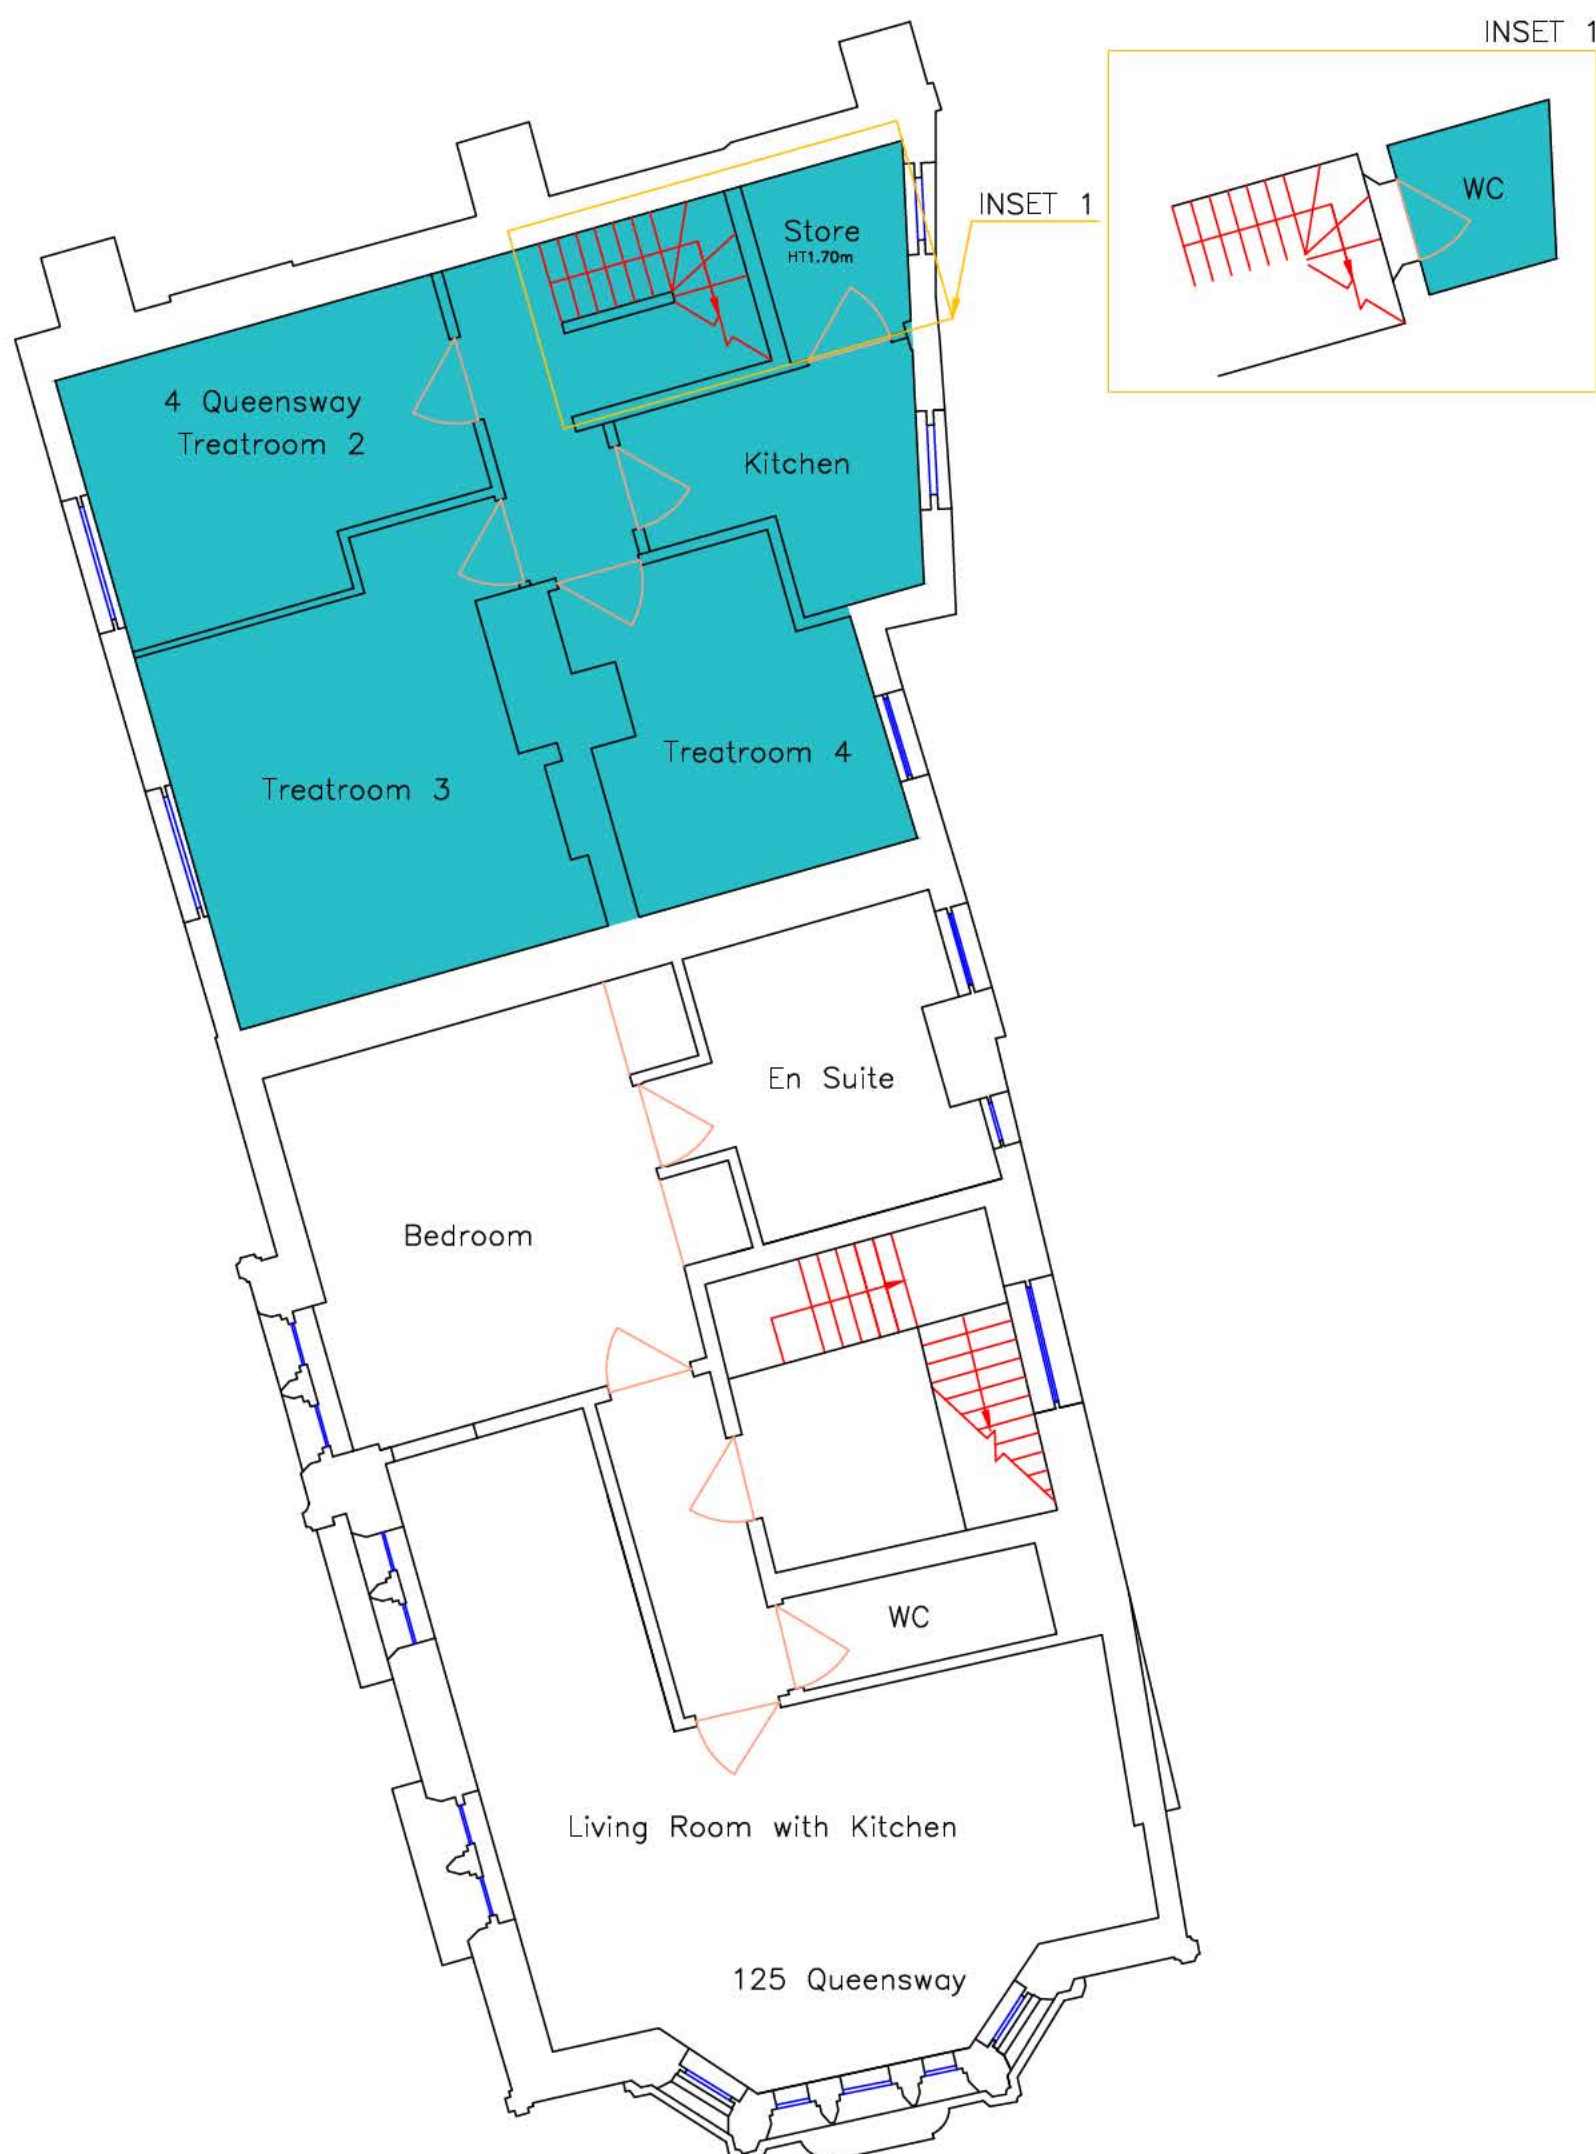 INSET 1
WC
INSET 1
Store
HT1.70m
4 Queensway
Treatroom 2
Kitchen
Treatroom 4
Treatroom 3
En Suite
Bedroom
WC
Living Room with Kitchen
125 Queensway